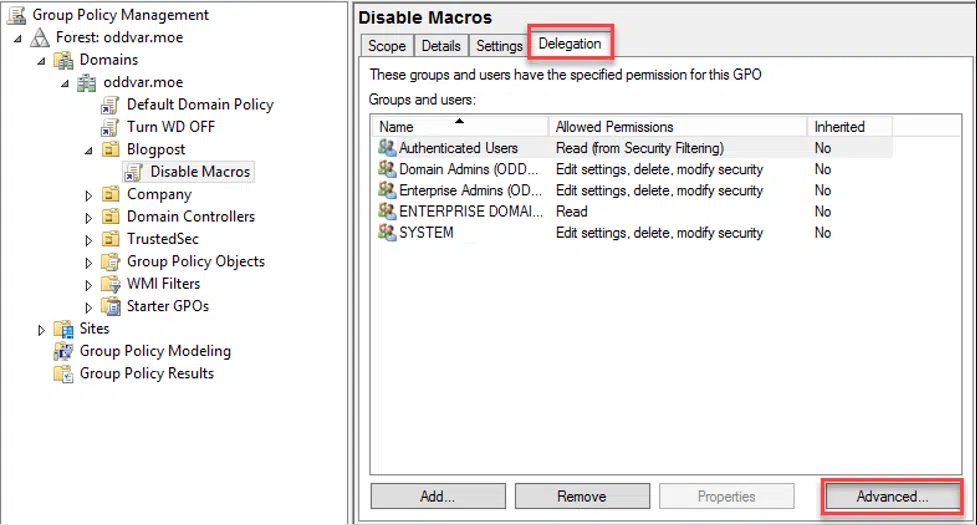 Group Policy Management
Forest: oddvar.moe
Domains
oddvar.moe
Default Domain Policy
Turn WD OFF
Blogpost
Disable Macros
Company
Domain Controllers
TrustedSec
Group Policy Objects
WMI Filters
Starter GPOs
Sites
Group Policy Modeling
Group Policy Results
Disable Macros
Scope Details Settings Delegation
These groups and users have the specified permission for this GPO
Groups and users:
Name Allowed Permissions Inherited
Authenticated Users Read (from Security Filtering) No
Domain Admins (ODD... Edit settings, delete, modify security No
Enterprise Admins (OD... Edit settings, delete, modify security No
ENTERPRISE DOMAI... Read No
SYSTEM Edit settings, delete, modify security No
Add... Remove Properties Advanced...